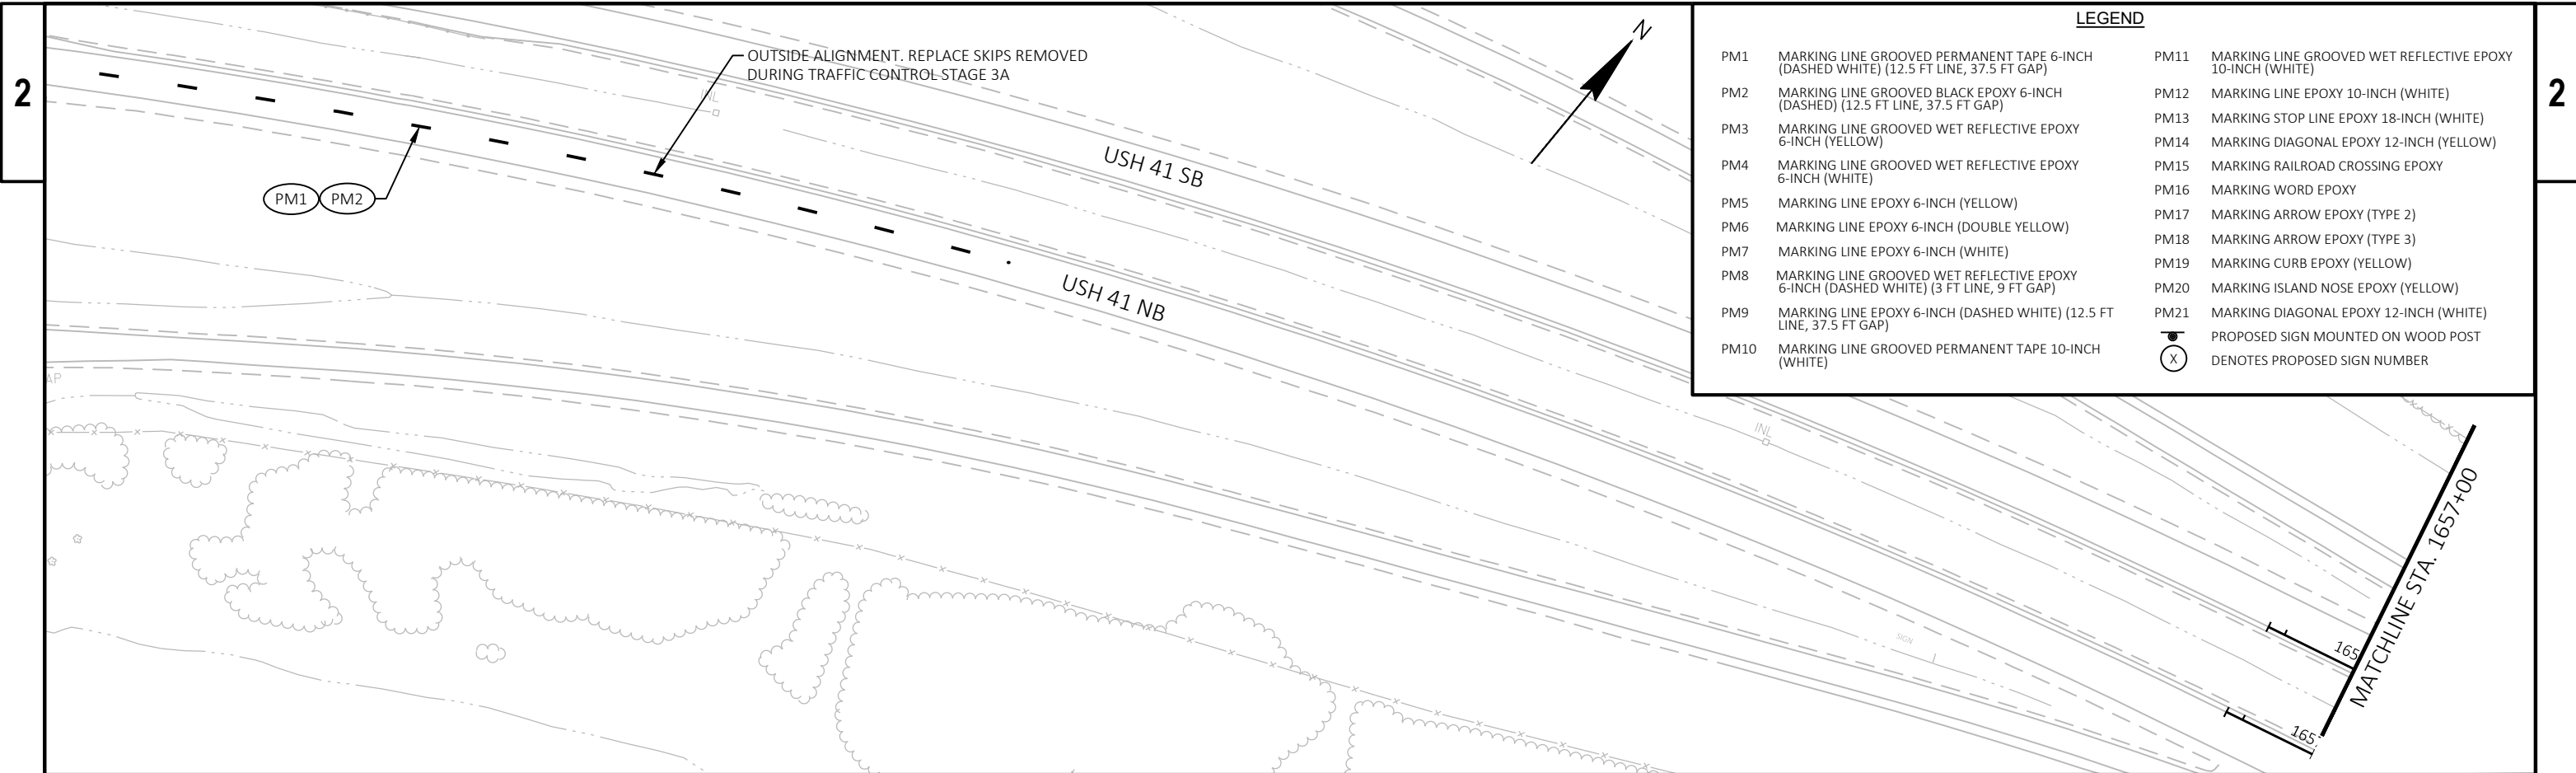 2
OUTSIDE ALIGNMENT. REPLACE SKIPS REMOVED
DURING TRAFFIC CONTROL STAGE 3A
INL
PM1 PM2
USH 41 SB
USH 41 NB
N
AP
INL
SIGN
165
165
MATCHLINE STA. 1657+00
LEGEND
PM1 MARKING LINE GROOVED PERMANENT TAPE 6-INCH
(DASHED WHITE) (12.5 FT LINE, 37.5 FT GAP)
PM2 MARKING LINE GROOVED BLACK EPOXY 6-INCH
(DASHED) (12.5 FT LINE, 37.5 FT GAP)
PM3 MARKING LINE GROOVED WET REFLECTIVE EPOXY
6-INCH (YELLOW)
PM4 MARKING LINE GROOVED WET REFLECTIVE EPOXY
6-INCH (WHITE)
PM5 MARKING LINE EPOXY 6-INCH (YELLOW)
PM6 MARKING LINE EPOXY 6-INCH (DOUBLE YELLOW)
PM7 MARKING LINE EPOXY 6-INCH (WHITE)
PM8 MARKING LINE GROOVED WET REFLECTIVE EPOXY
6-INCH (DASHED WHITE) (3 FT LINE, 9 FT GAP)
PM9 MARKING LINE EPOXY 6-INCH (DASHED WHITE) (12.5 FT
LINE, 37.5 FT GAP)
PM10 MARKING LINE GROOVED PERMANENT TAPE 10-INCH
(WHITE)
PM11 MARKING LINE GROOVED WET REFLECTIVE EPOXY
10-INCH (WHITE)
PM12 MARKING LINE EPOXY 10-INCH (WHITE)
PM13 MARKING STOP LINE EPOXY 18-INCH (WHITE)
PM14 MARKING DIAGONAL EPOXY 12-INCH (YELLOW)
PM15 MARKING RAILROAD CROSSING EPOXY
PM16 MARKING WORD EPOXY
PM17 MARKING ARROW EPOXY (TYPE 2)
PM18 MARKING ARROW EPOXY (TYPE 3)
PM19 MARKING CURB EPOXY (YELLOW)
PM20 MARKING ISLAND NOSE EPOXY (YELLOW)
PM21 MARKING DIAGONAL EPOXY 12-INCH (WHITE)
PROPOSED SIGN MOUNTED ON WOOD POST
X DENOTES PROPOSED SIGN NUMBER
2